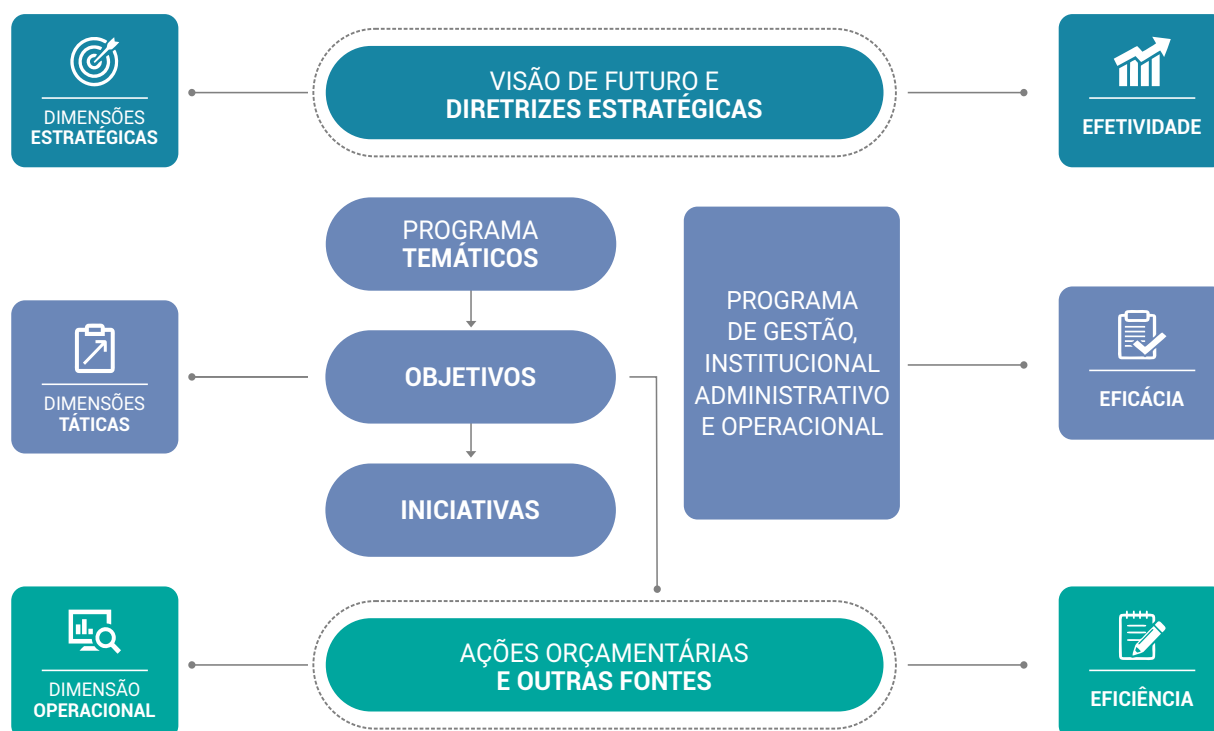 DIMENSÕES
ESTRATÉGICAS
VISÃO DE FUTURO E
DIRETRIZES ESTRATÉGICAS
EFETIVIDADE
PROGRAMA
TEMÁTICOS
OBJETIVOS
INICIATIVAS
DIMENSÕES
TÁTICAS
PROGRAMA
DE GESTÃO,
INSTITUCIONAL
ADMINISTRATIVO
E OPERACIONAL
EFICÁCIA
DIMENSÃO
OPERACIONAL
AÇÕES ORÇAMENTÁRIAS
E OUTRAS FONTES
EFICIÊNCIA